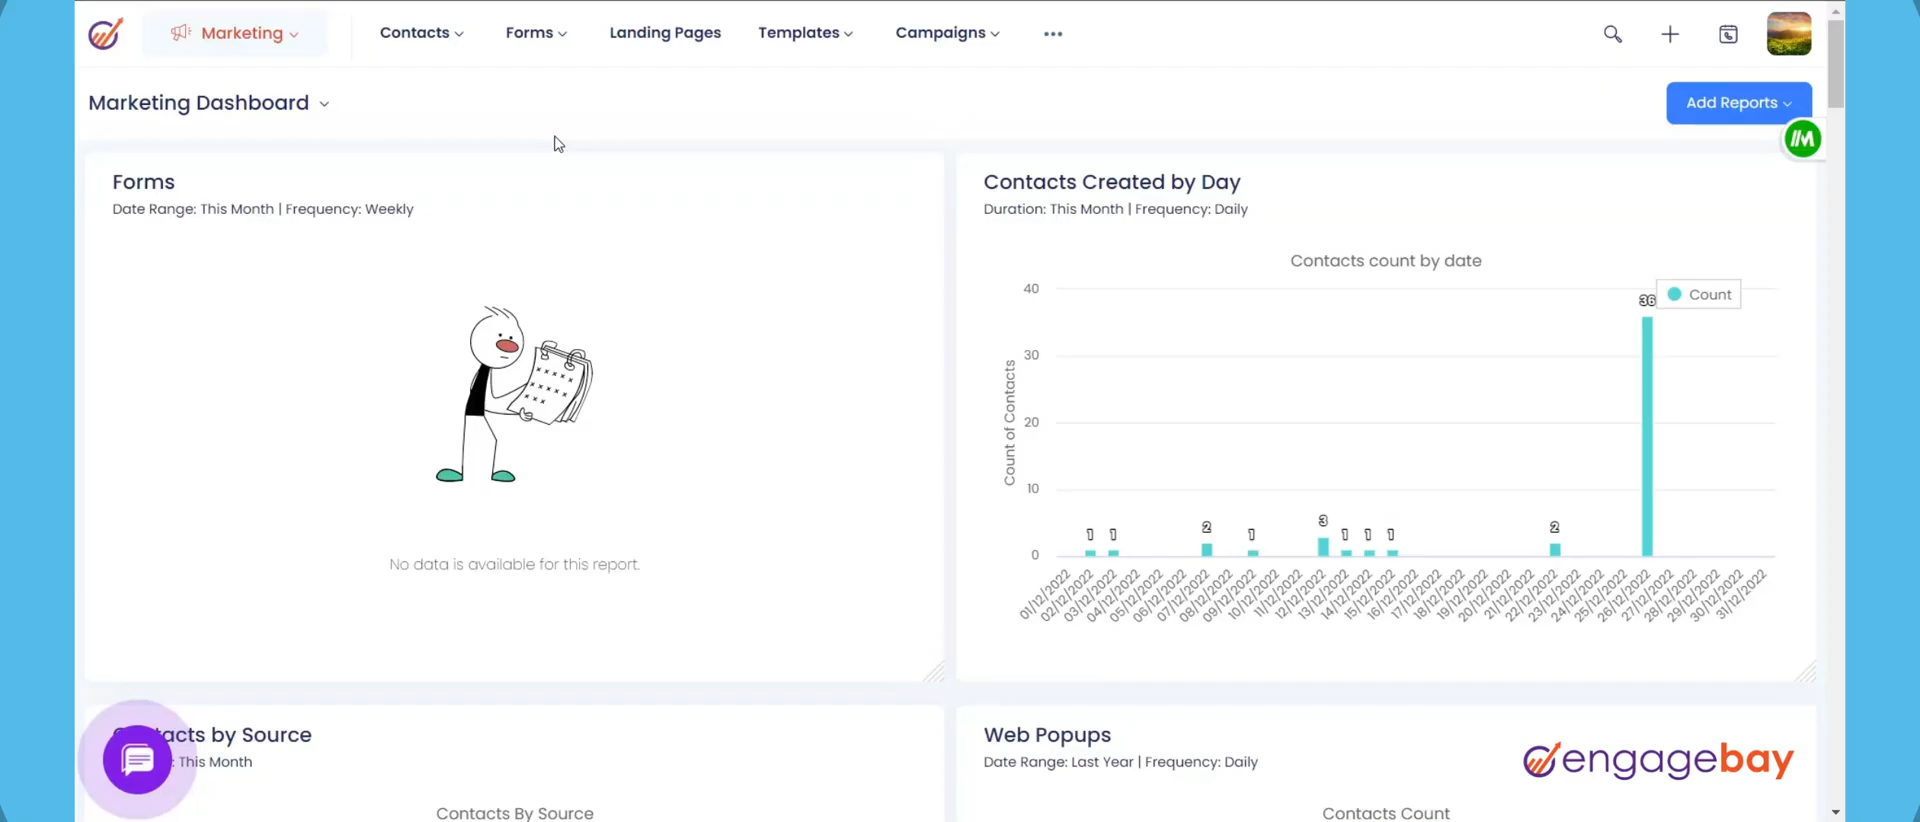 Marketing
Contacts
Forms
Landing Pages
Templates
Campaigns
Marketing Dashboard
Add Reports
Forms
Date Range: This Month | Frequency: Weekly
No data is available for this report.
Contacts Created by Day
Duration: This Month | Frequency: Daily
Contacts count by date
Count
Count of Contacts
40
30
20
10
0
1
1
2
1
3
1
1
1
2
36
01/12/2022
02/12/2022
03/12/2022
04/12/2022
05/12/2022
06/12/2022
07/12/2022
08/12/2022
09/12/2022
10/12/2022
11/12/2022
12/12/2022
13/12/2022
14/12/2022
15/12/2022
16/12/2022
17/12/2022
18/12/2022
19/12/2022
20/12/2022
21/12/2022
22/12/2022
23/12/2022
24/12/2022
25/12/2022
26/12/2022
27/12/2022
28/12/2022
29/12/2022
30/12/2022
31/12/2022
by Source
: This Month
Contacts By Source
Web Popups
Date Range: Last Year | Frequency: Daily
engagebay
Contacts Count